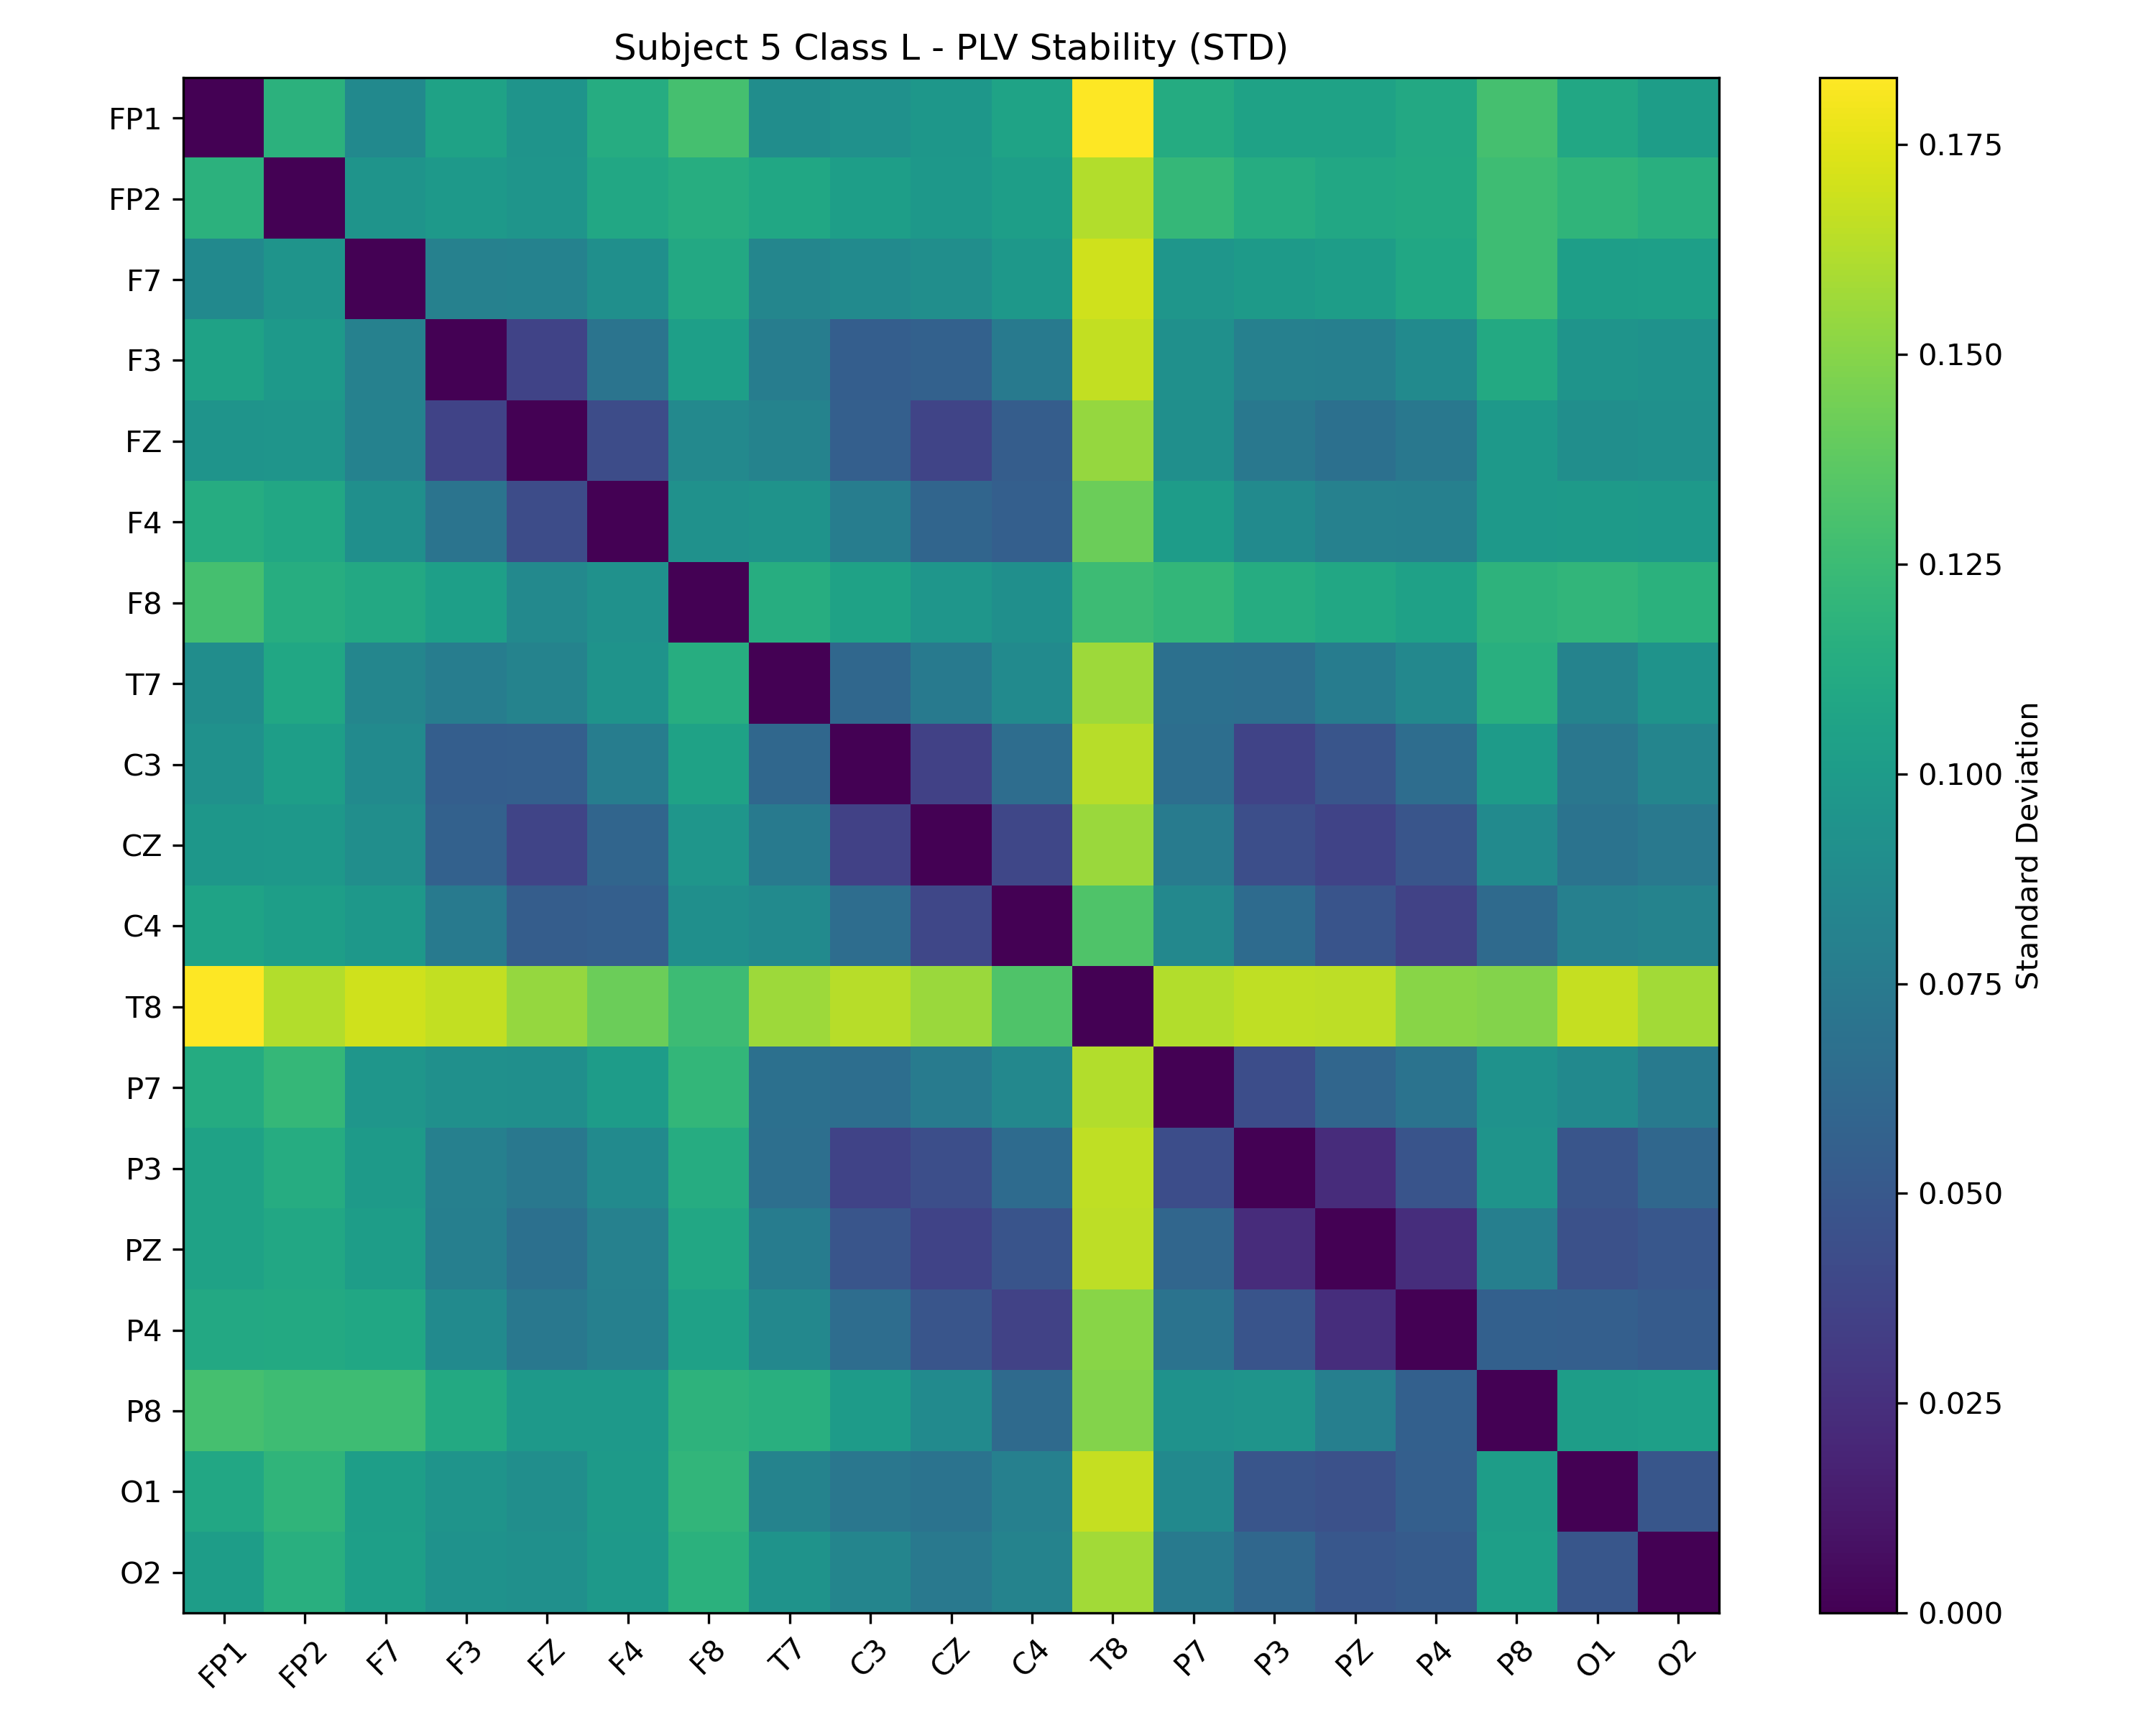 Subject 5 Class L - PLV Stability (STD)
FP1
FP2
F7
F3
FZ
F4
F8
T7
C3
CZ
C4
T8
P7
P3
PZ
P4
P8
O1
O2
FP1 FP2 F7 F3 FZ F4 F8 T7 C3 CZ C4 T8 P7 P3 PZ P4 P8 O1 O2
0.175
0.150
0.125
0.100
0.075
0.050
0.025
0.000
Standard Deviation